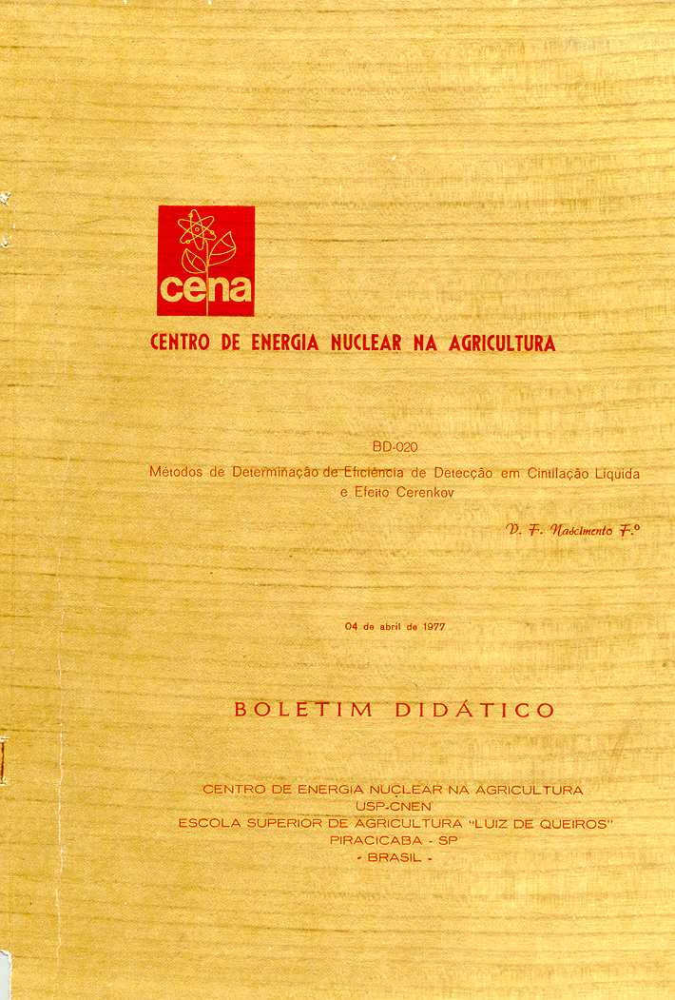 cena
CENTRO DE ENERGIA NUCLEAR NA AGRICULTURA
BD-020
Métodos de Determinação de Eficiência de Detecção em Cintilação Líquida
e Efeito Cerenkov
V. F. Nascimento F.º
04 de abril de 1977
BOLETIM DIDÁTICO
CENTRO DE ENERGIA NUCLEAR NA AGRICULTURA
USP-CNEN
ESCOLA SUPERIOR DE AGRICULTURA "LUIZ DE QUEIROS"
PIRACICABA - SP
- BRASIL -